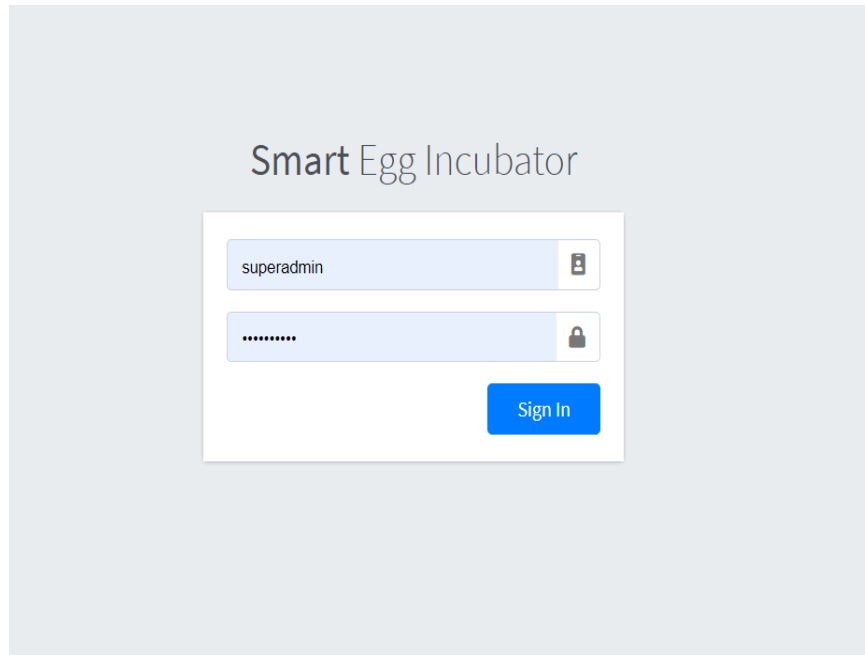 Smart Egg Incubator
superadmin
••••••••••
Sign In